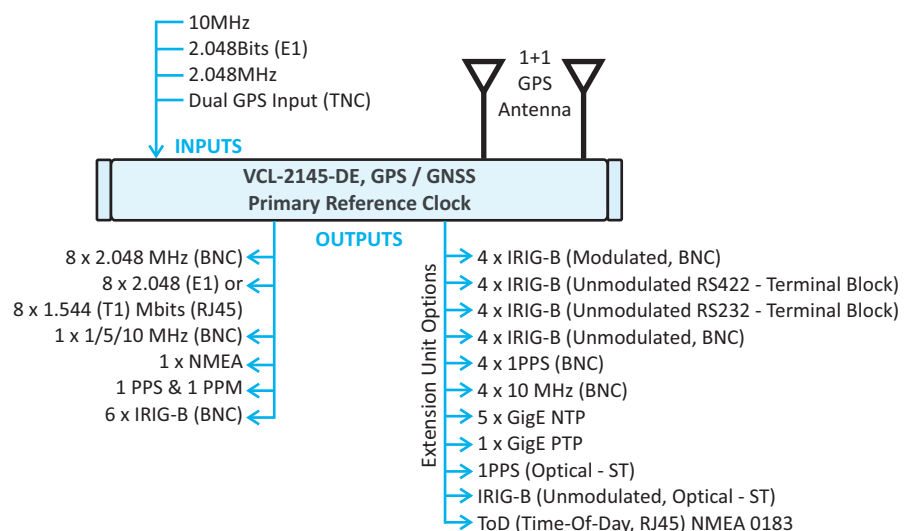 10MHz
2.048Bits (E1)
2.048MHz
Dual GPS Input (TNC)
1+1
GPS
Antenna
INPUTS
VCL-2145-DE, GPS / GNSS
Primary Reference Clock
OUTPUTS
8 x 2.048 MHz (BNC)
8 x 2.048 (E1) or
8 x 1.544 (T1) Mbits (RJ45)
1 x 1/5/10 MHz (BNC)
1 x NMEA
1 PPS & 1 PPM
6 x IRIG-B (BNC)
Extension Unit Options
4 x IRIG-B (Modulated, BNC)
4 x IRIG-B (Unmodulated RS422 - Terminal Block)
4 x IRIG-B (Unmodulated RS232 - Terminal Block)
4 x IRIG-B (Unmodulated, BNC)
4 x 1PPS (BNC)
4 x 10 MHz (BNC)
5 x GigE NTP
1 x GigE PTP
1PPS (Optical - ST)
IRIG-B (Unmodulated, Optical - ST)
ToD (Time-Of-Day, RJ45) NMEA 0183